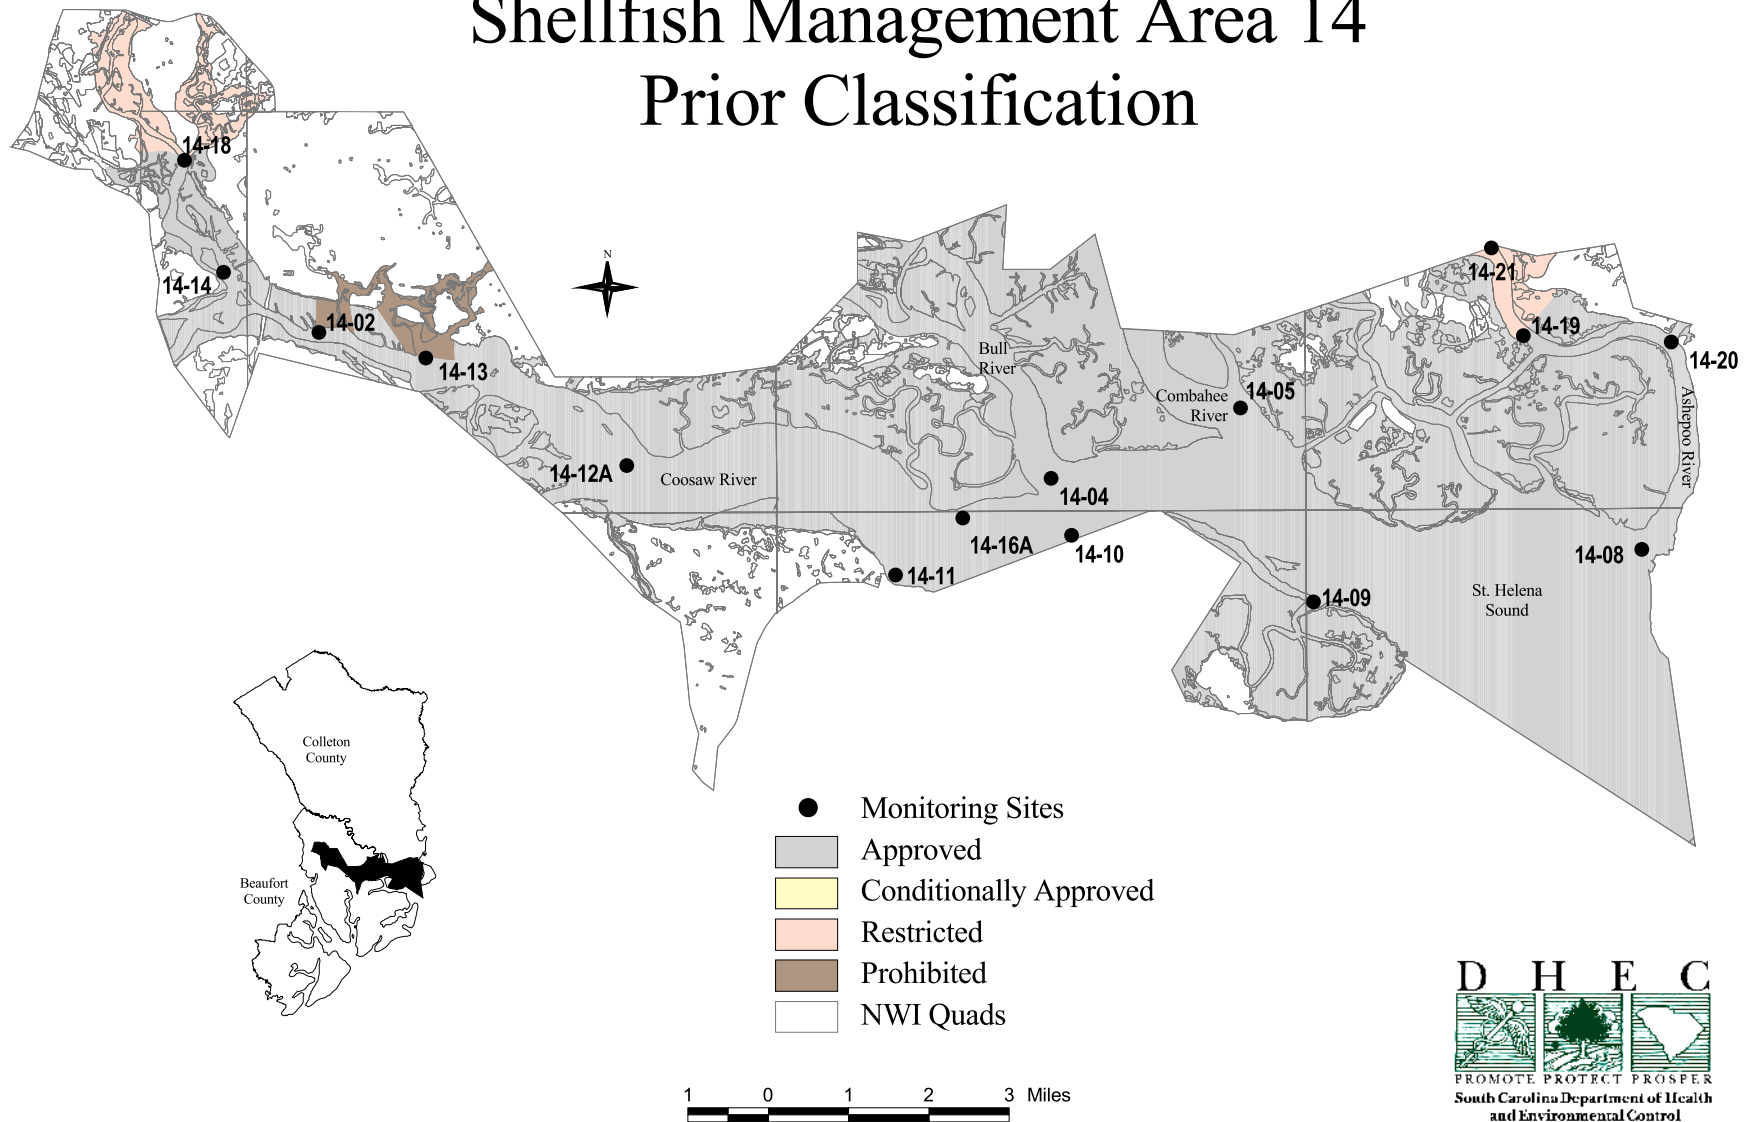 Shellfish Management Area 14
Prior Classification
14-18
14-14
14-02
14-13
N
14-12A
Coosaw River
Bull
River
Combahee
River
14-05
14-04
14-16A
14-10
14-11
14-21
14-19
14-20
Ashepoo River
14-08
14-09
St. Helena
Sound
Colleton
County
Beaufort
County
Monitoring Sites
Approved
Conditionally Approved
Restricted
Prohibited
NWI Quads
1 0 1 2 3 Miles
D H E C
PROMOTE PROTECT PROSPER
South Carolina Department of Health
and Environmental Control